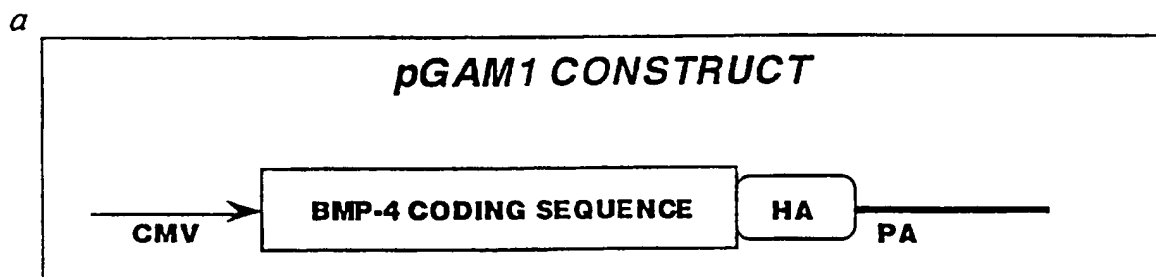 a
pGAM1 CONSTRUCT
BMP-4 CODING SEQUENCE
HA
CMV
PA